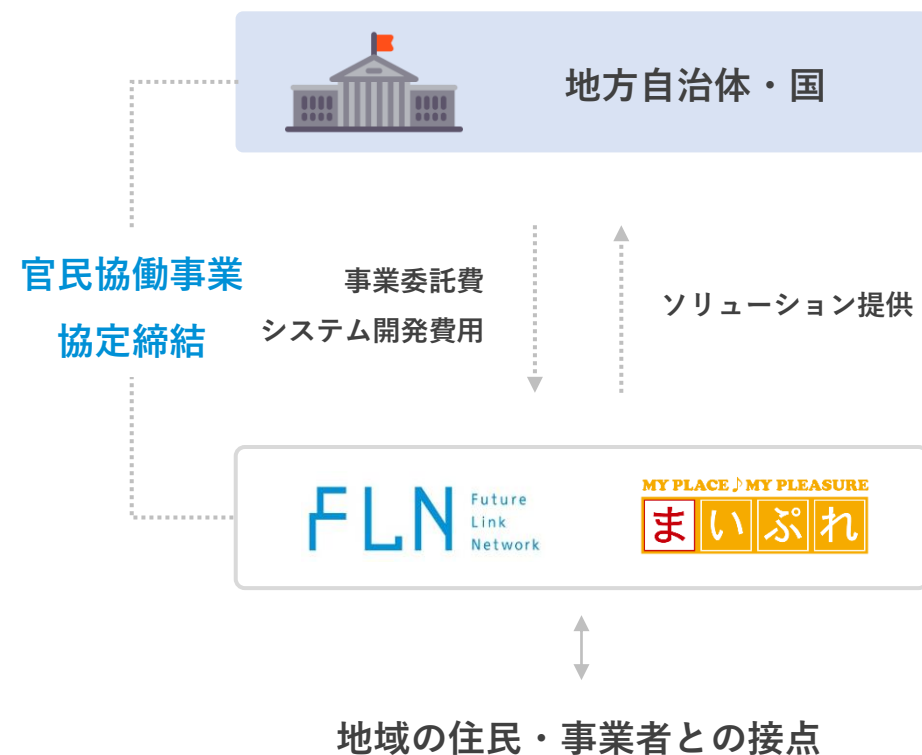 地方自治体・国
官民協働事業
協定締結
事業委託費
システム開発費用
ソリューション提供
FLN
Future
Link
Network
MY PLACE♪MY PLEASURE
まいぷれ
地域の住民・事業者との接点